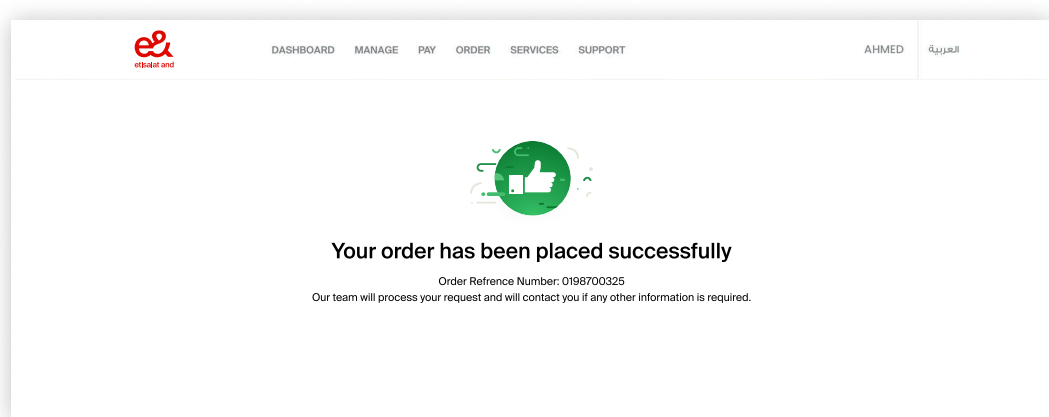 e&
etisalat and
DASHBOARD MANAGE PAY ORDER SERVICES SUPPORT AHMED العربية
Your order has been placed successfully
Order Refrence Number: 0198700325
Our team will process your request and will contact you if any other information is required.